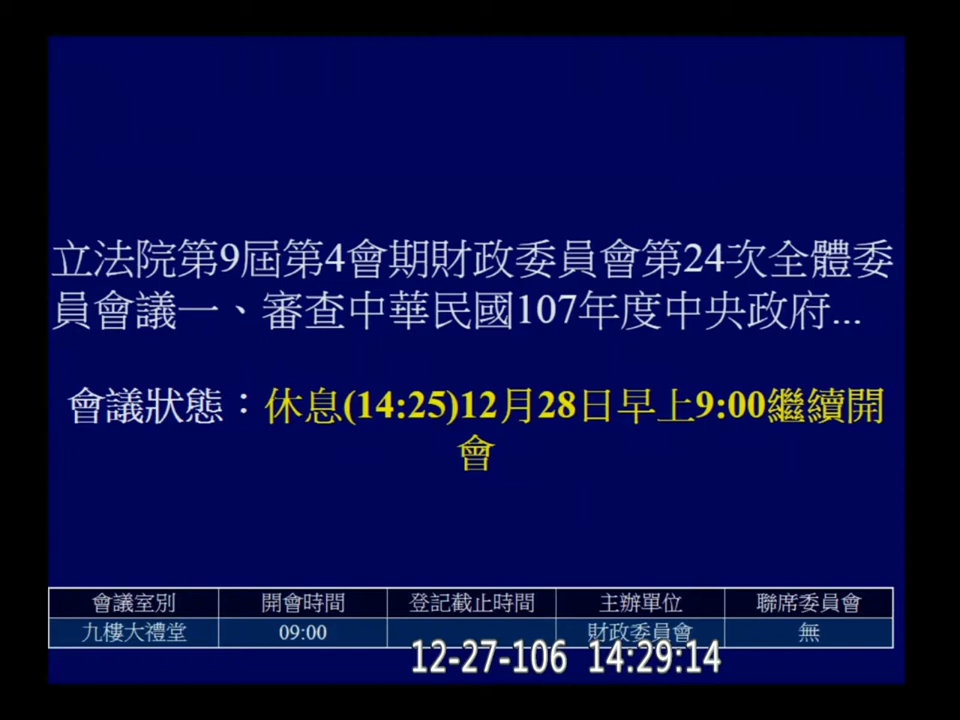 立法院第9屆第4會期財政委員會第24次全體委
員會議一、審查中華民國107年度中央政府...
會議狀態：休息(14:25)12月28日早上9:00繼續開
會
會議室別 開會時間 登記截止時間 主辦單位 聯席委員會
九樓大禮堂 09:00 財政委員會 無
12-27-106 14:29:14